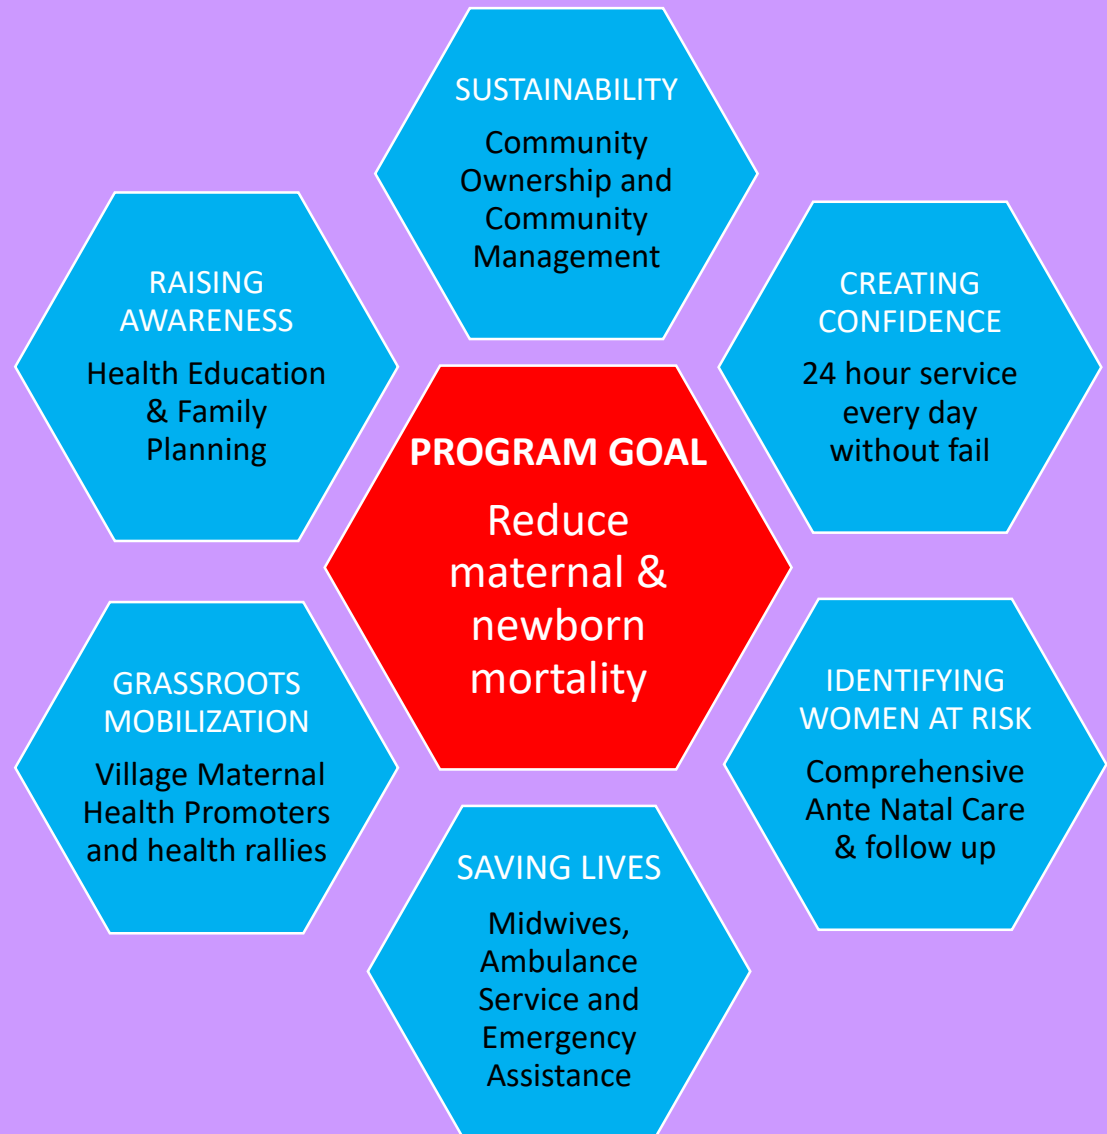 SUSTAINABILITY
Community
Ownership and
Community
Management
RAISING
AWARENESS
Health Education
& Family
Planning
CREATING
CONFIDENCE
24 hour service
every day
without fail
PROGRAM GOAL
Reduce
maternal &
newborn
mortality
GRASSROOTS
MOBILIZATION
Village Maternal
Health Promoters
and health rallies
IDENTIFYING
WOMEN AT RISK
Comprehensive
Ante Natal Care
& follow up
SAVING LIVES
Midwives,
Ambulance
Service and
Emergency
Assistance